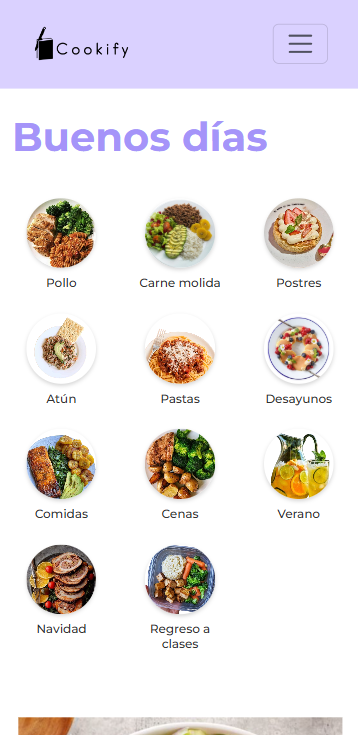 Cookify
Buenos días
Pollo
Carne molida
Postres
Atún
Pastas
Desayunos
Comidas
Cenas
Verano
Navidad
Regreso a
clases